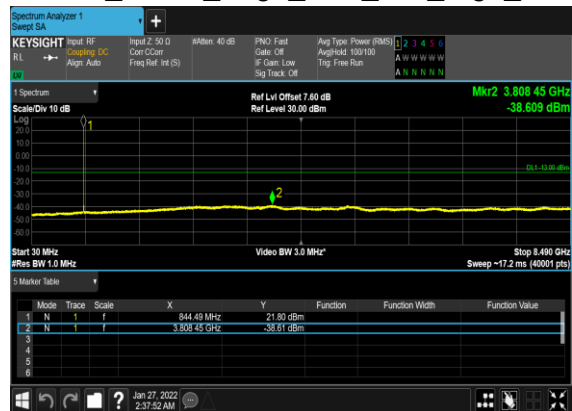 Spectrum Analyzer 1
Swept SA
KEYSIGHT Input: RF Input Z: 50 Ω #Atten: 40 dB PNO: Fast Avg Type: Power (RMS) 1 2 3 4 5 6
RL Coupling: DC Corr CCorr Gate: Off Avg|Hold: 100/100 A W W W W W
Align: Auto Freq Ref: Int (S) IF Gain: Low Trig: Free Run
Sig Track: Off A N N N N N
1 Spectrum Ref Lvl Offset 7.60 dB Mkr2 3.808 45 GHz
Scale/Div 10 dB Ref Level 30.00 dBm -38.609 dBm
Log
20.0
10.0
0.00
-10.0
DL1 -13.00 dBm
-20.0
-30.0
-40.0
-50.0
-60.0
1
2
Start 30 MHz Video BW 3.0 MHz* Stop 8.490 GHz
#Res BW 1.0 MHz Sweep ~17.2 ms (40001 pts)
5 Marker Table
Mode Trace Scale X Y Function Function Width Function Value
1 N 1 f 844.49 MHz 21.80 dBm
2 N 1 f 3.808 45 GHz -38.61 dBm
3
4
5
6
? Jan 27, 2022
2:37:52 AM